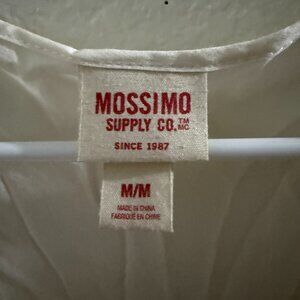 MOSSIMO
SUPPLY CO.™ MC
SINCE 1987
M/M
MADE IN CHINA
FABRIQUÉ EN CHINE